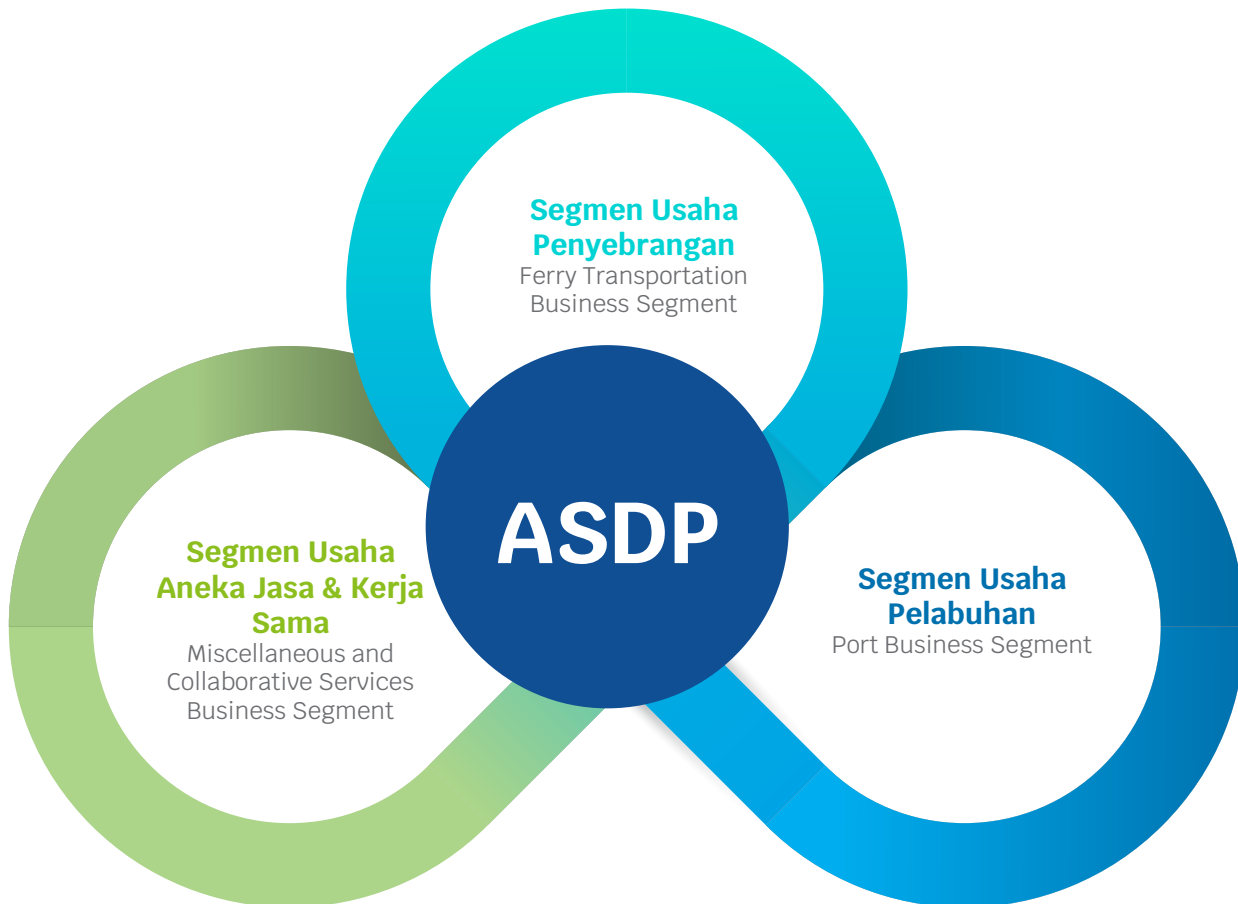 Segmen Usaha
Penyebrangan
Ferry Transportation
Business Segment
ASDP
Segmen Usaha
Aneka Jasa & Kerja
Sama
Miscellaneous and
Collaborative Services
Business Segment
Segmen Usaha
Pelabuhan
Port Business Segment